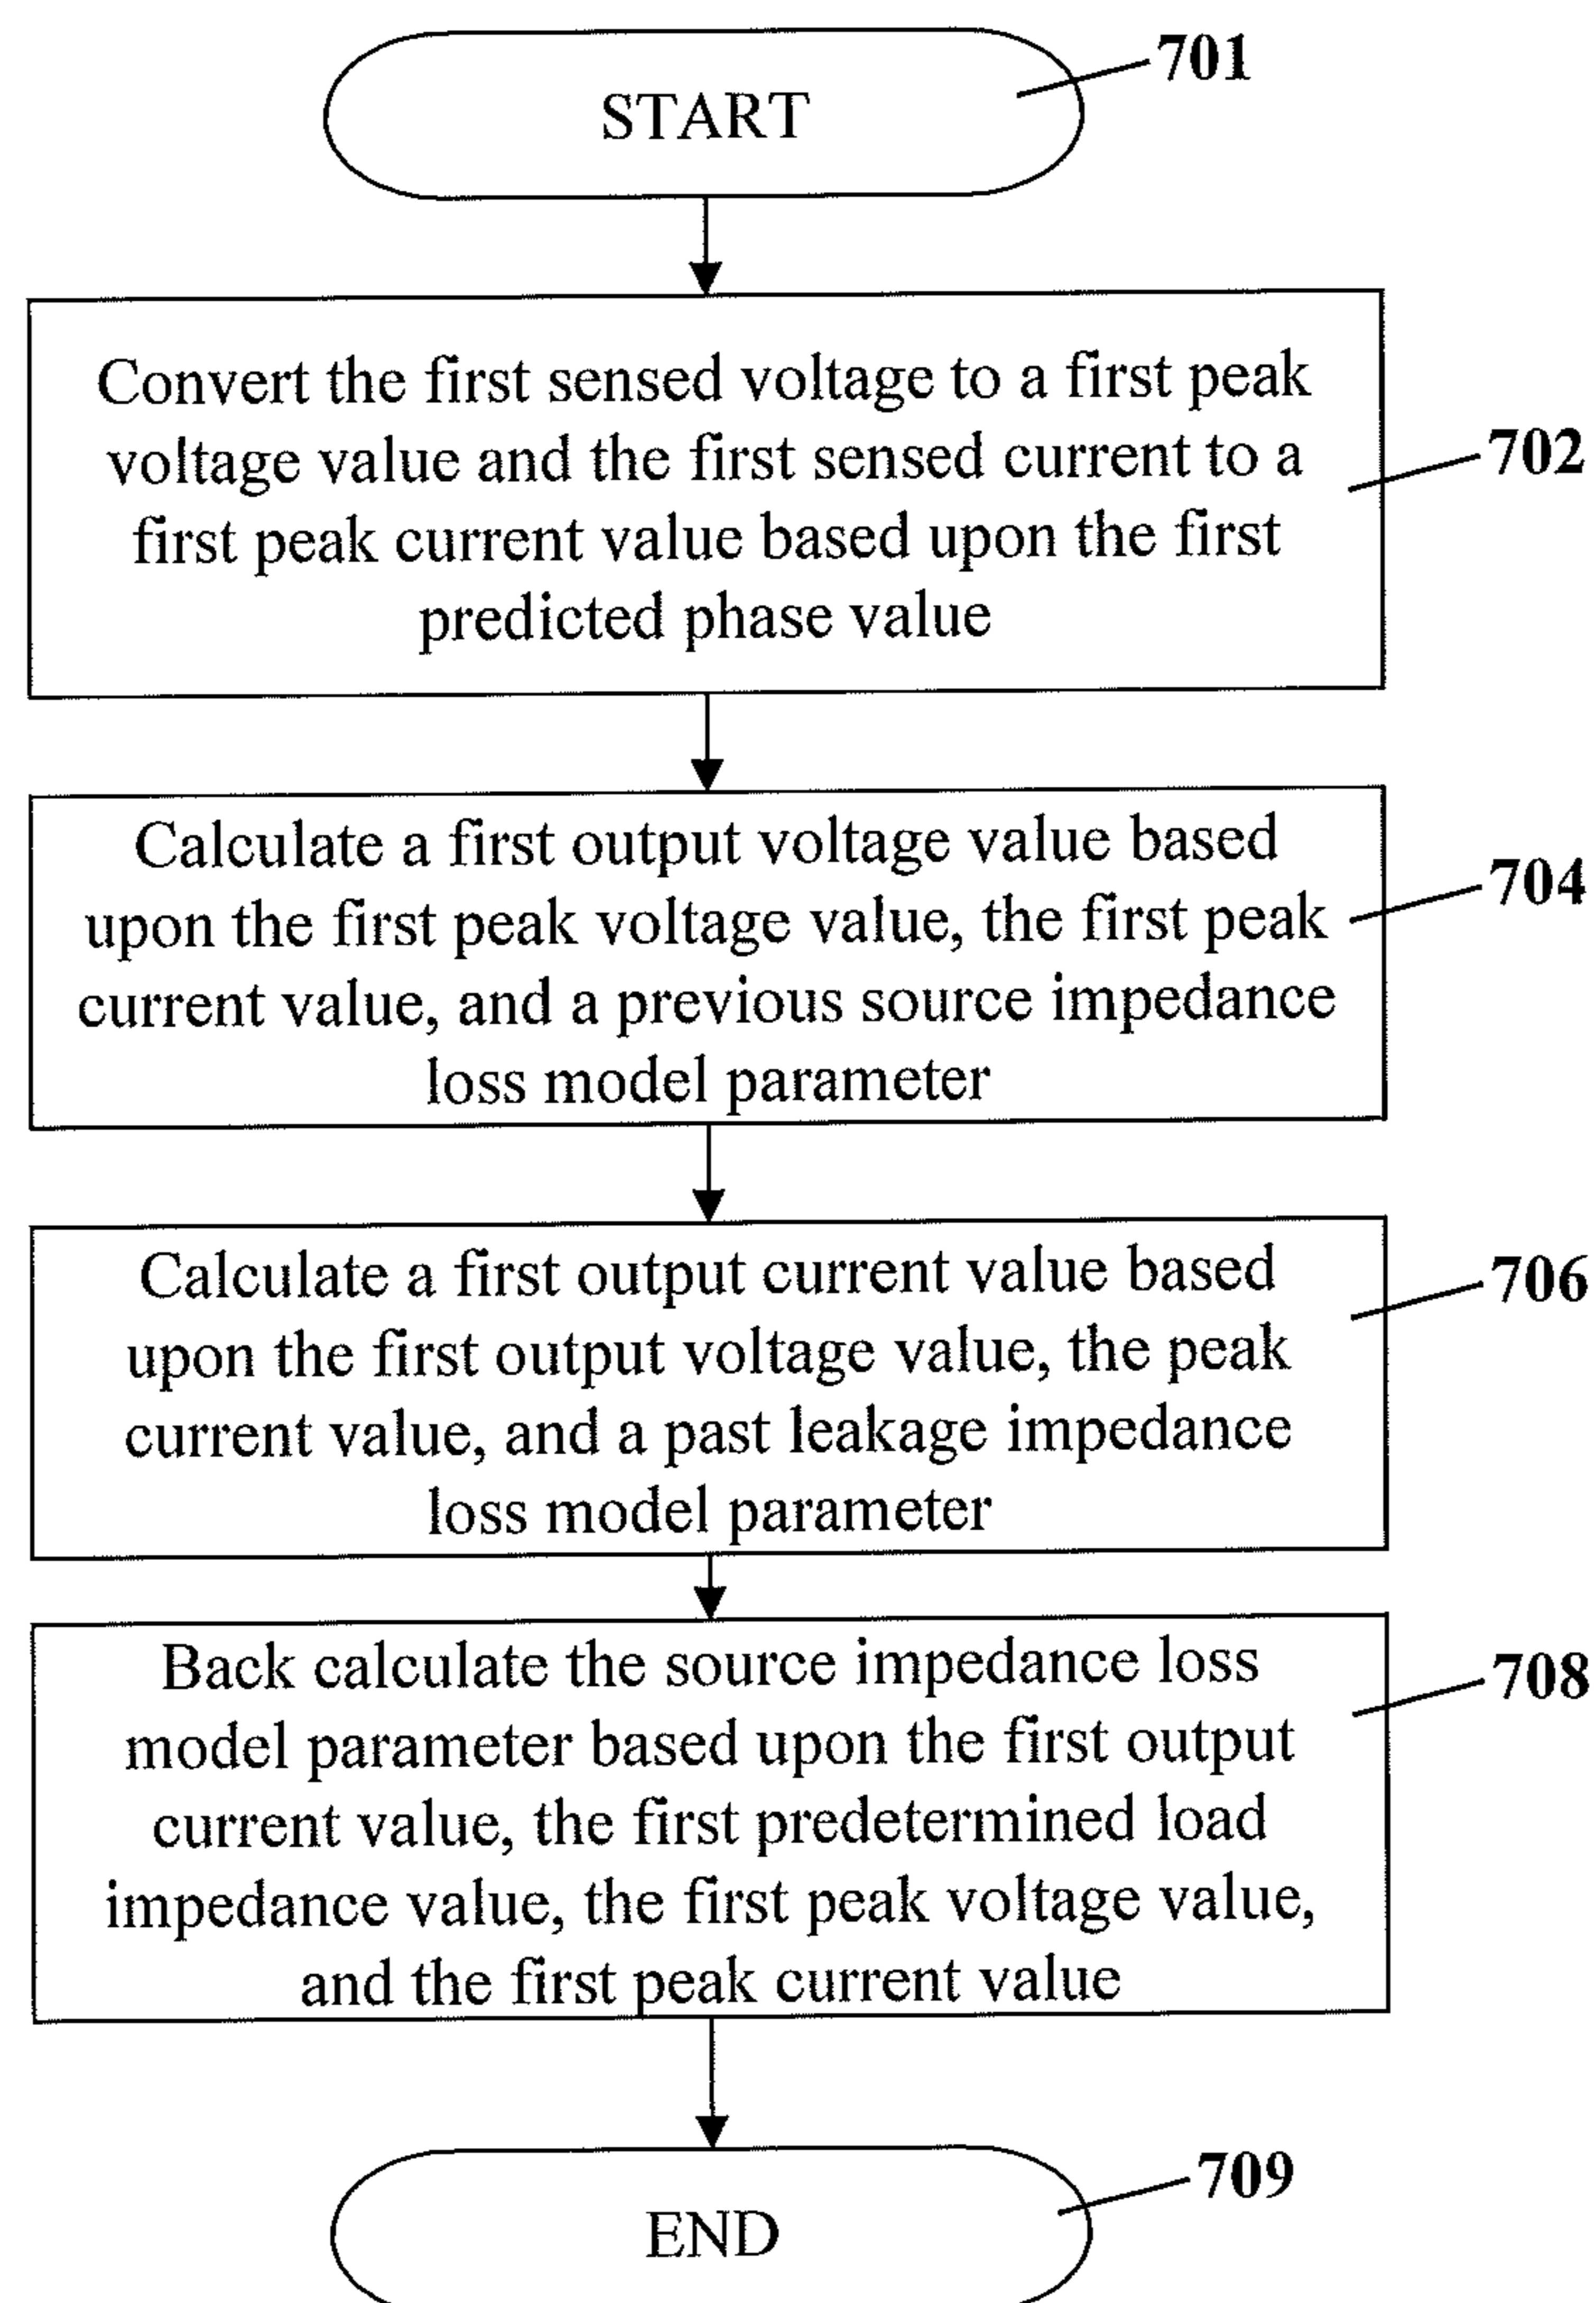 START
701
Convert the first sensed voltage to a first peak
voltage value and the first sensed current to a
first peak current value based upon the first
predicted phase value
702
Calculate a first output voltage value based
upon the first peak voltage value, the first peak
current value, and a previous source impedance
loss model parameter
704
Calculate a first output current value based
upon the first output voltage value, the peak
current value, and a past leakage impedance
loss model parameter
706
Back calculate the source impedance loss
model parameter based upon the first output
current value, the first predetermined load
impedance value, the first peak voltage value,
and the first peak current value
708
END
709